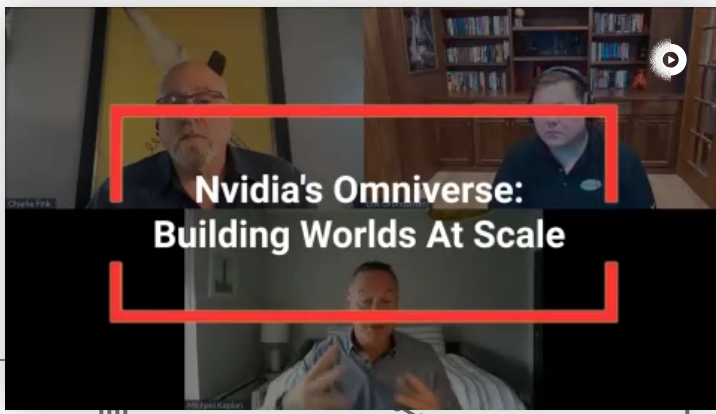 Nvidia's Omniverse:
Building Worlds At Scale
Charlie Fink
Michael Kaplan